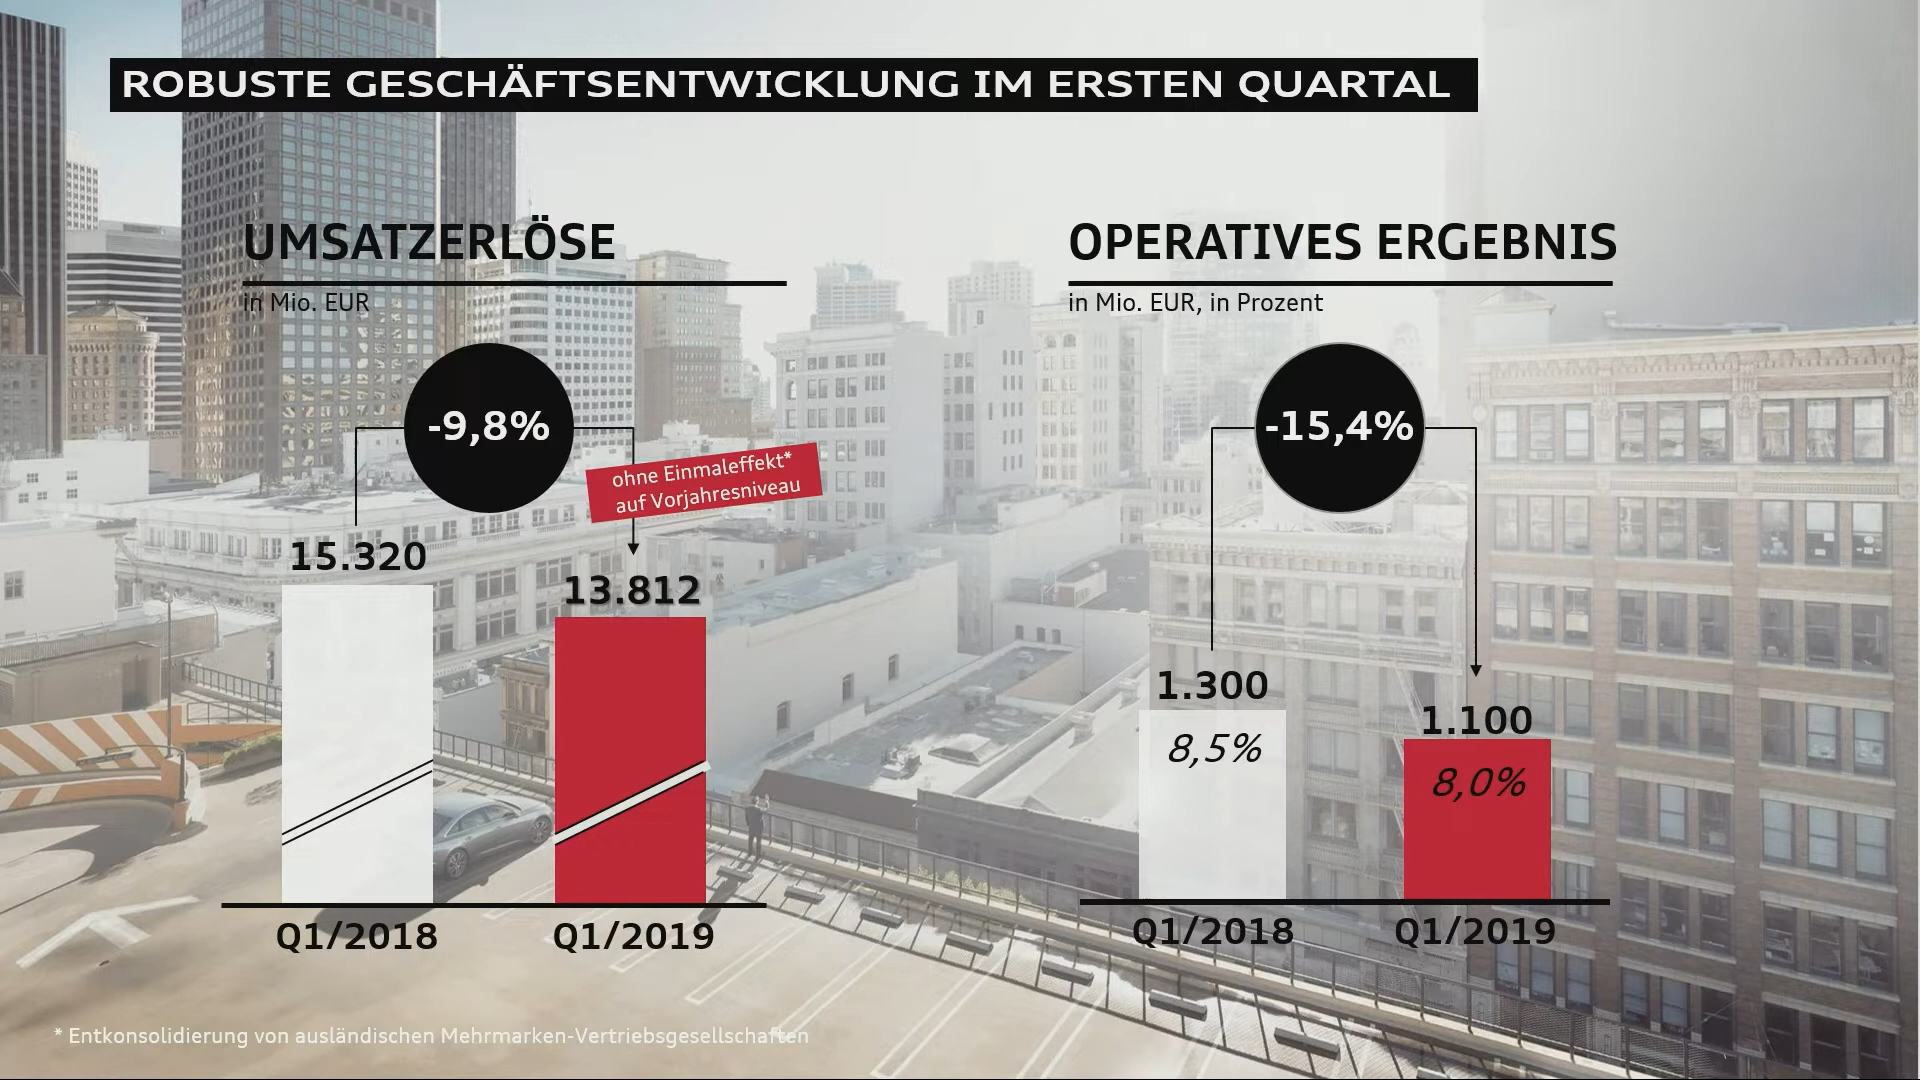 ROBUSTE GESCHÄFTSENTWICKLUNG IM ERSTEN QUARTAL
UMSATZERLÖSE
in Mio. EUR
-9,8%
ohne Einmaleffekt*
auf Vorjahresniveau
15.320
13.812
Q1/2018
Q1/2019
OPERATIVES ERGEBNIS
in Mio. EUR, in Prozent
-15,4%
1.300
8,5%
1.100
8,0%
Q1/2018
Q1/2019
* Entkonsolidierung von ausländischen Mehrmarken-Vertriebsgesellschaften